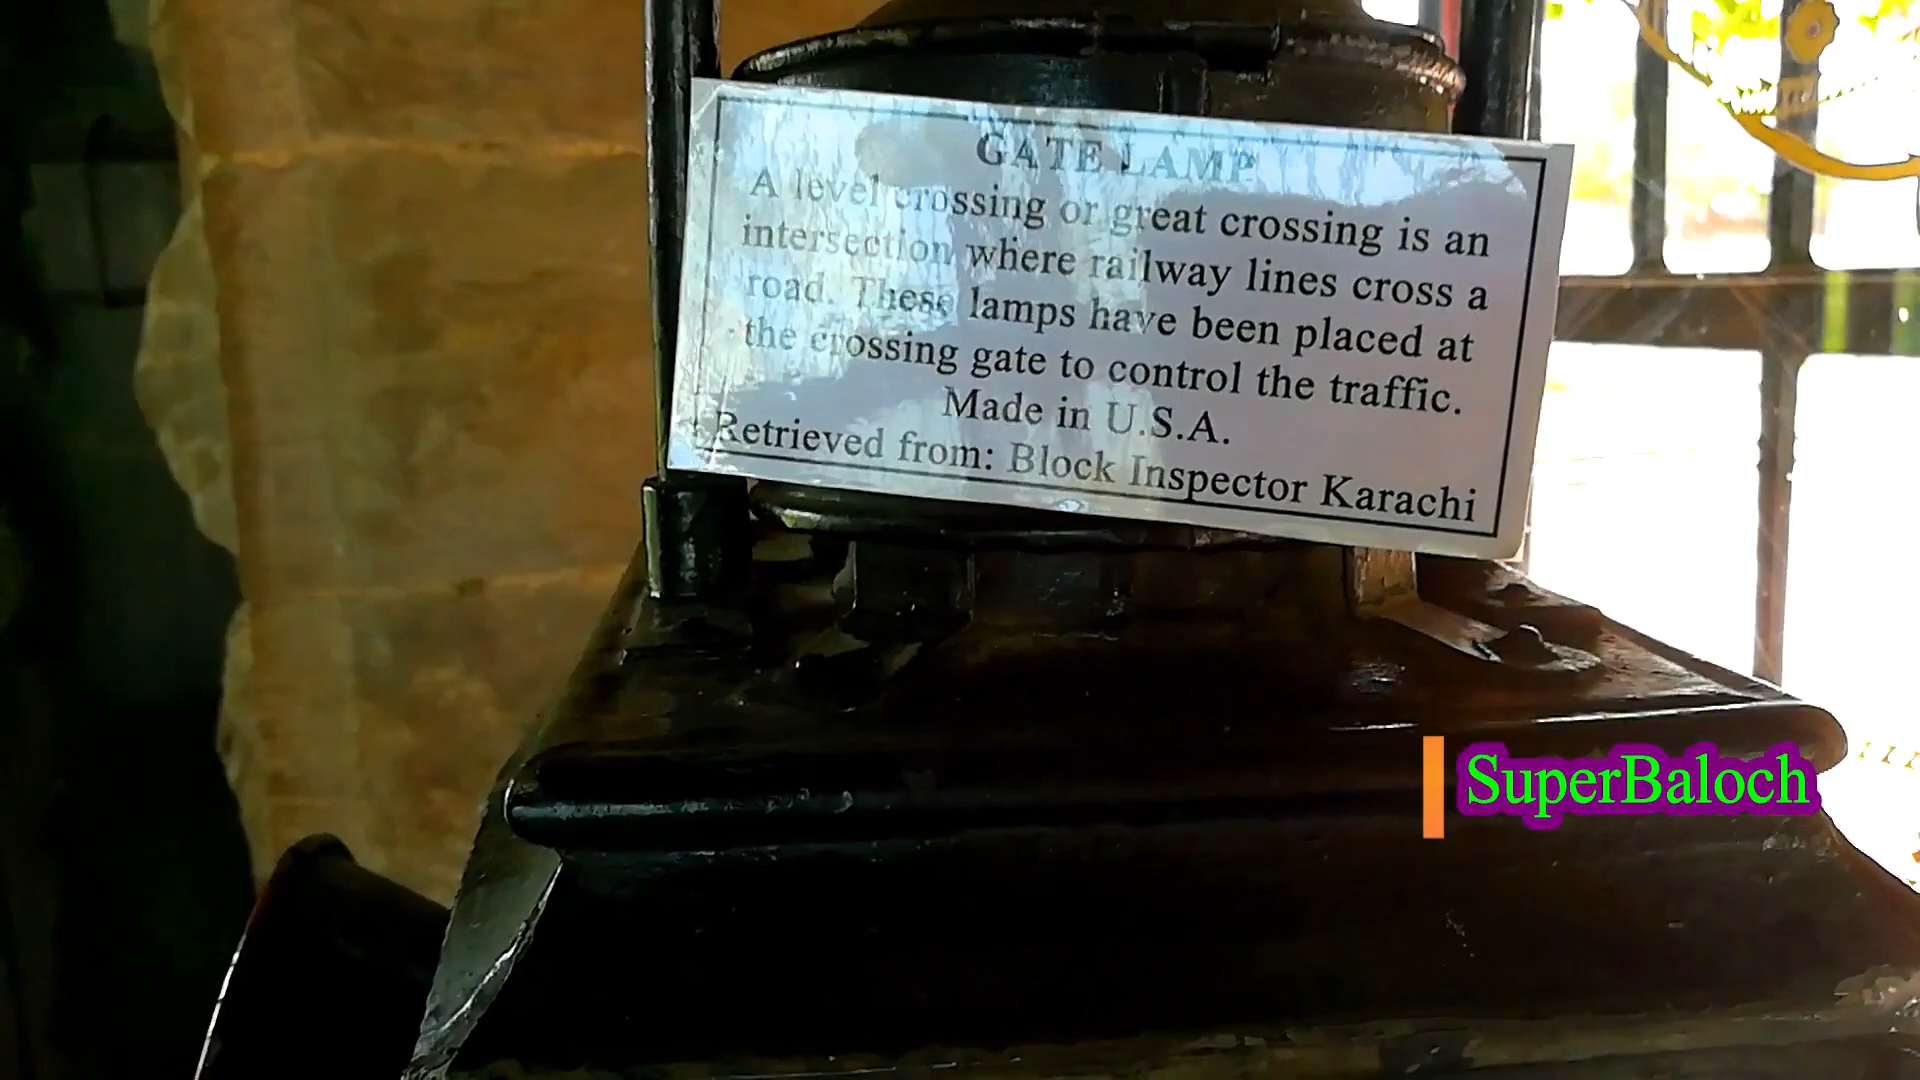 GATE LAMP
A level crossing or great crossing is an
intersection where railway lines cross a
road. These lamps have been placed at
the crossing gate to control the traffic.
Made in U.S.A.
Retrieved from: Block Inspector Karachi
SuperBaloch